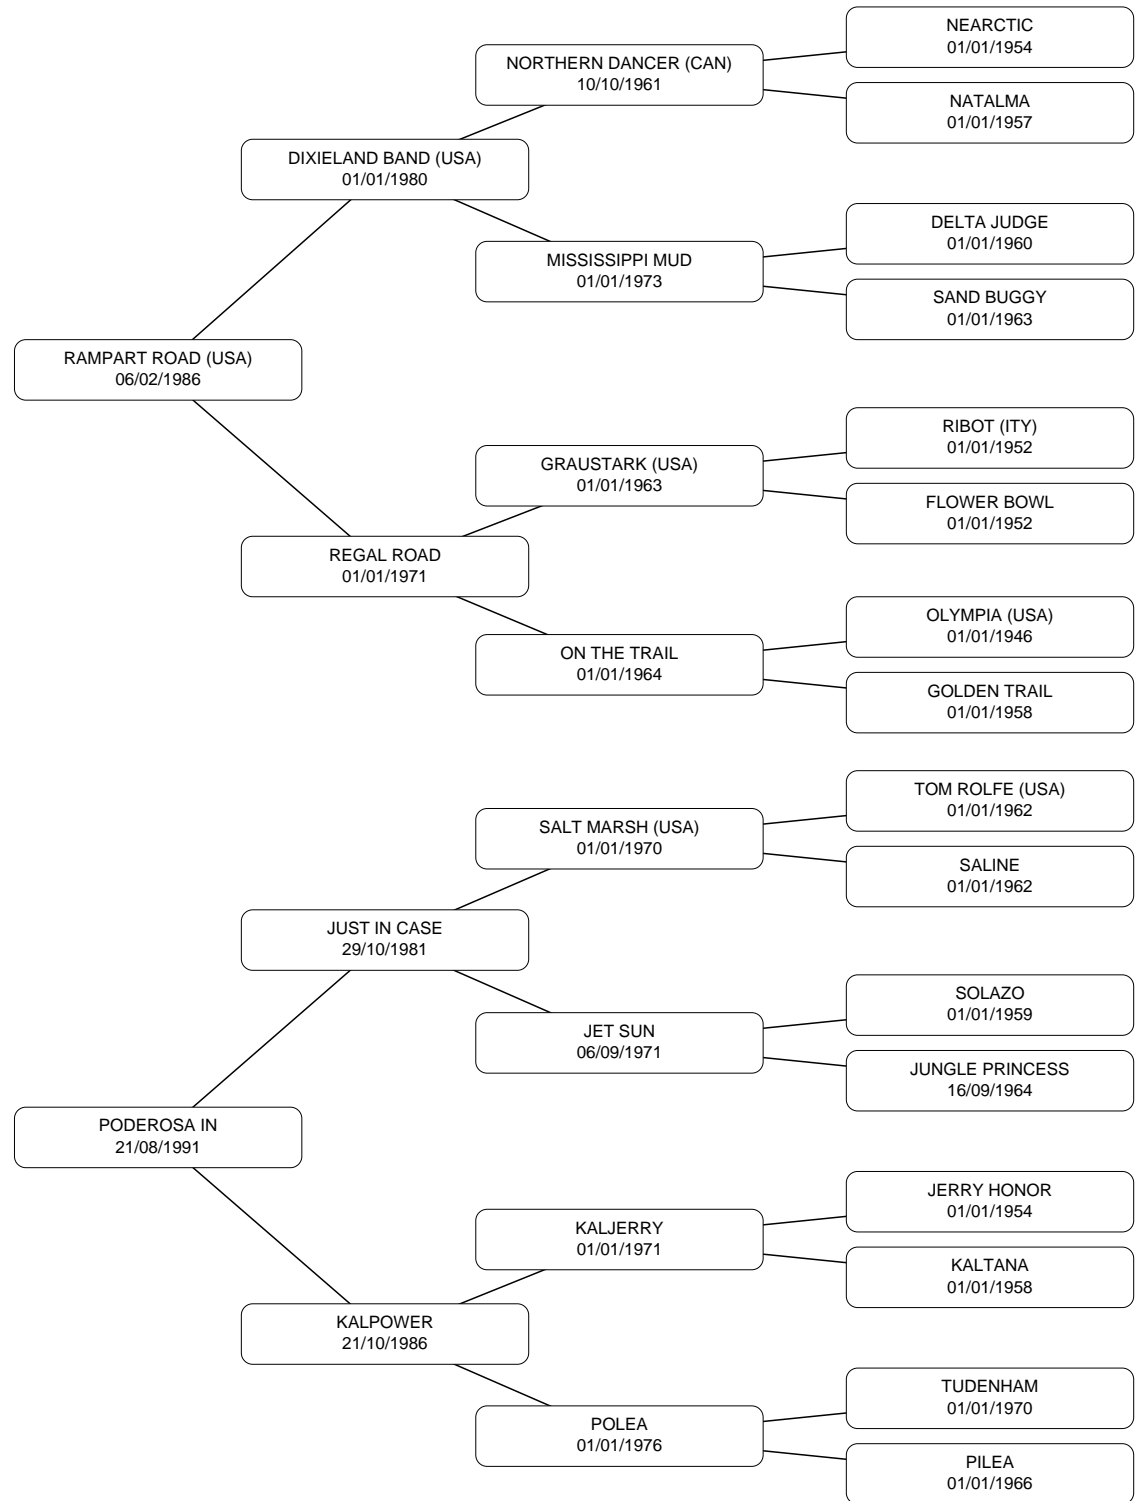 NEARCTIC
01/01/1954
NORTHERN DANCER (CAN)
10/10/1961
NATALMA
01/01/1957
DIXIELAND BAND (USA)
01/01/1980
DELTA JUDGE
01/01/1960
MISSISSIPPI MUD
01/01/1973
SAND BUGGY
01/01/1963
RAMPART ROAD (USA)
06/02/1986
RIBOT (ITY)
01/01/1952
GRAUSTARK (USA)
01/01/1963
FLOWER BOWL
01/01/1952
REGAL ROAD
01/01/1971
OLYMPIA (USA)
01/01/1946
ON THE TRAIL
01/01/1964
GOLDEN TRAIL
01/01/1958
TOM ROLFE (USA)
01/01/1962
SALT MARSH (USA)
01/01/1970
SALINE
01/01/1962
JUST IN CASE
29/10/1981
SOLAZO
01/01/1959
JET SUN
06/09/1971
JUNGLE PRINCESS
16/09/1964
PODEROSA IN
21/08/1991
JERRY HONOR
01/01/1954
KALJERRY
01/01/1971
KALTANA
01/01/1958
KALPOWER
21/10/1986
TUDENHAM
01/01/1970
POLEA
01/01/1976
PILEA
01/01/1966